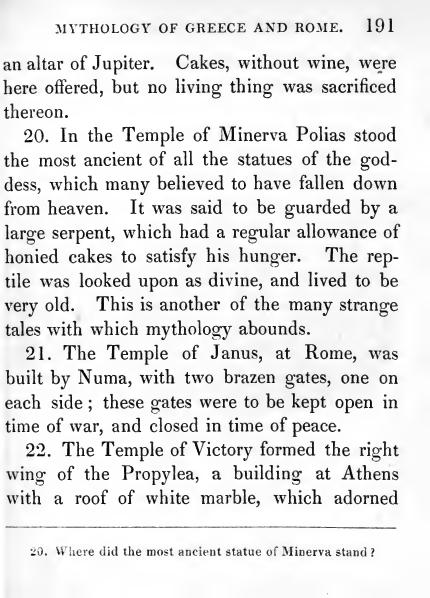 MYTHOLOGY OF GREECE AND ROME. 191
an altar of Jupiter. Cakes, without wine, were
here offered, but no living thing was sacrificed
thereon.
20. In the Temple of Minerva Polias stood
the most ancient of all the statues of the god-
dess, which many believed to have fallen down
from heaven. It was said to be guarded by a
large serpent, which had a regular allowance of
honied cakes to satisfy his hunger. The rep-
tile was looked upon as divine, and lived to be
very old. This is another of the many strange
tales with which mythology abounds.
21. The Temple of Janus, at Rome, was
built by Numa, with two brazen gates, one on
each side; these gates were to be kept open in
time of war, and closed in time of peace.
22. The Temple of Victory formed the right
wing of the Propylea, a building at Athens
with a roof of white marble, which adorned
20. Where did the most ancient statue of Minerva stand?